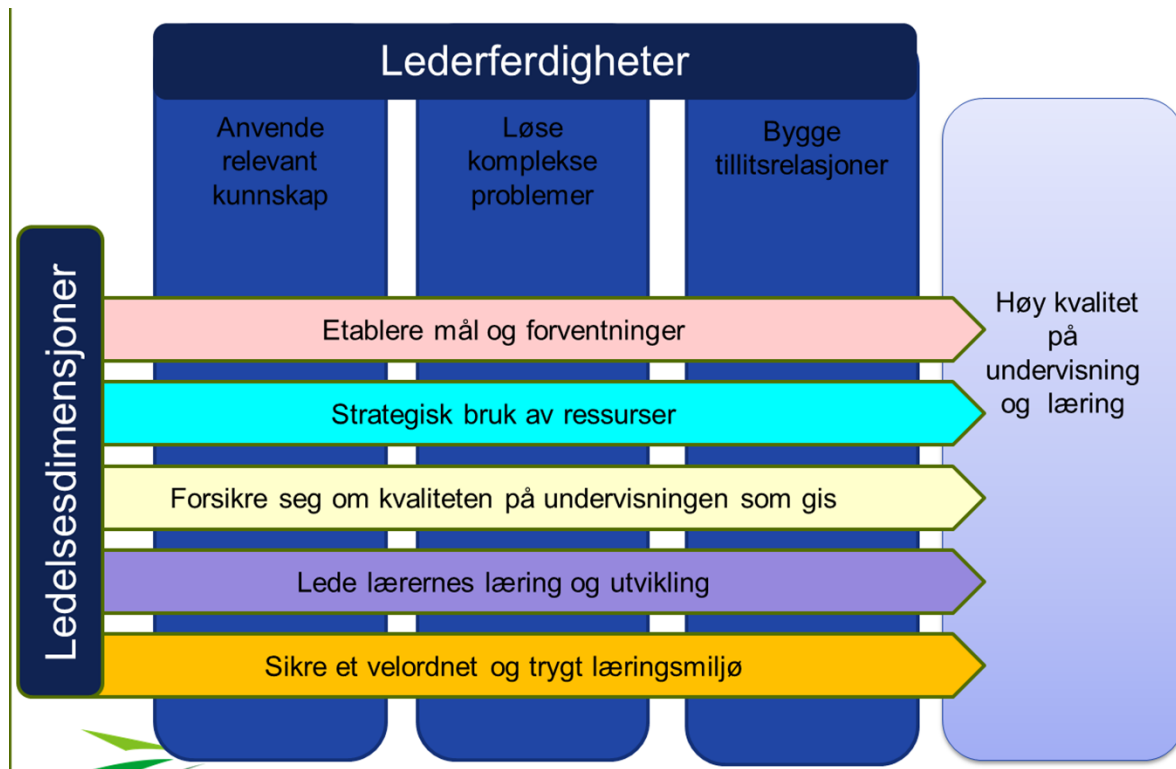 Lederferdigheter
Anvende
relevant
kunnskap
Løse
komplekse
problemer
Bygge
tillitsrelasjoner
Ledelsesdimensjoner
Etablere mål og forventninger
Strategisk bruk av ressurser
Forsikre seg om kvaliteten på undervisningen som gis
Lede lærernes læring og utvikling
Sikre et velordnet og trygt læringsmiljø
Høy kvalitet
på
undervisning
og læring